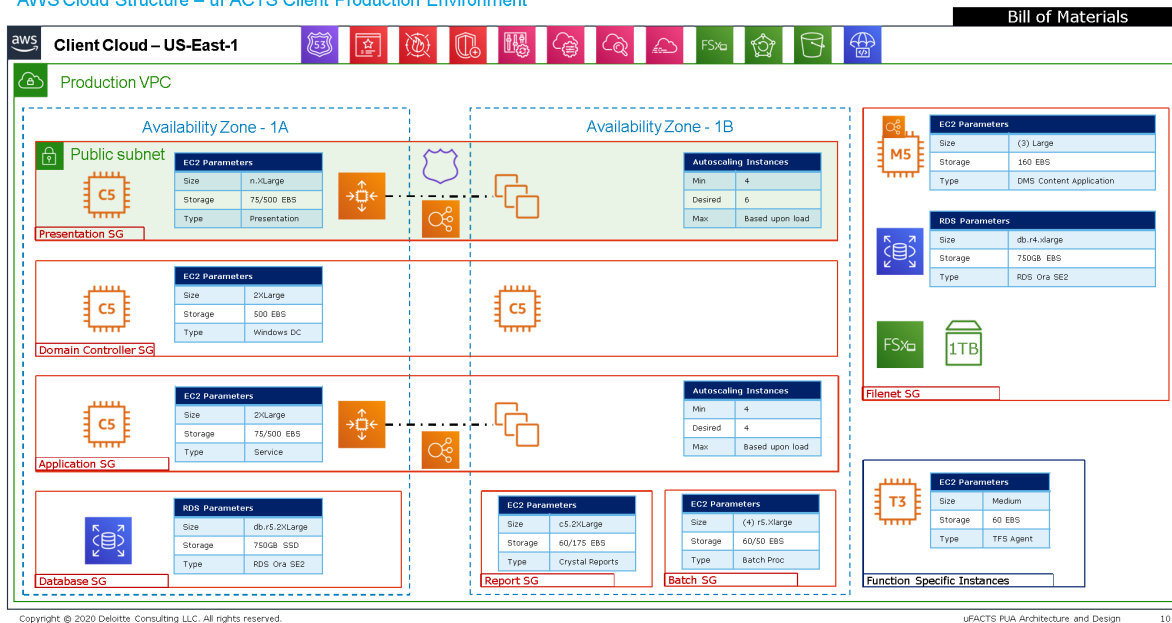 AWS Cloud Structure – uFACTS Client Production Environment
Bill of Materials
aws
Client Cloud – US-East-1
53
FSx
Production VPC
Availability Zone - 1A
Availability Zone - 1B
Public subnet
C5
EC2 Parameters
Size n.XLarge
Storage 75/500 EBS
Type Presentation
Autoscaling Instances
Min 4
Desired 6
Max Based upon load
Presentation SG
C5
EC2 Parameters
Size 2XLarge
Storage 500 EBS
Type Windows DC
C5
Domain Controller SG
C5
EC2 Parameters
Size 2XLarge
Storage 75/500 EBS
Type Service
Autoscaling Instances
Min 4
Desired 4
Max Based upon load
Application SG
RDS Parameters
Size db.r5.2XLarge
Storage 750GB SSD
Type RDS Ora SE2
Database SG
EC2 Parameters
Size c5.2XLarge
Storage 60/175 EBS
Type Crystal Reports
Report SG
EC2 Parameters
Size (4) r5.Xlarge
Storage 60/50 EBS
Type Batch Proc
Batch SG
M5
EC2 Parameters
Size (3) Large
Storage 160 EBS
Type DMS Content Application
RDS Parameters
Size db.r4.xlarge
Storage 750GB EBS
Type RDS Ora SE2
FSx
1TB
Filenet SG
T3
EC2 Parameters
Size Medium
Storage 60 EBS
Type TFS Agent
Function Specific Instances
Copyright © 2020 Deloitte Consulting LLC. All rights reserved.
uFACTS PUA Architecture and Design 10